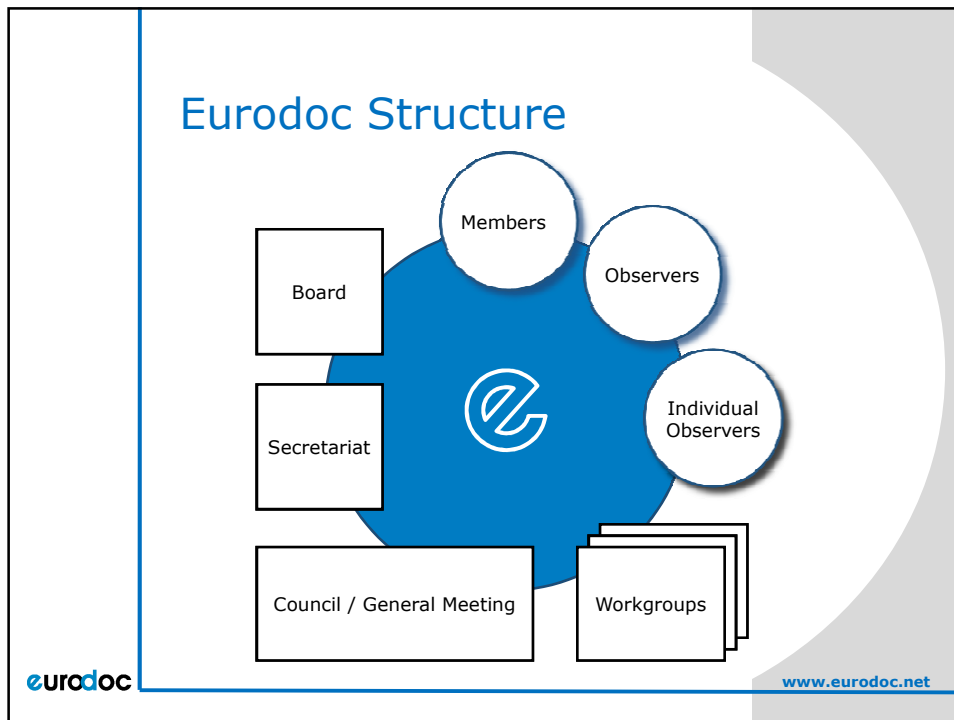 Eurodoc Structure
Members
Observers
Board
Individual
Observers
Secretariat
Council / General Meeting
Workgroups
eurodoc
www.eurodoc.net